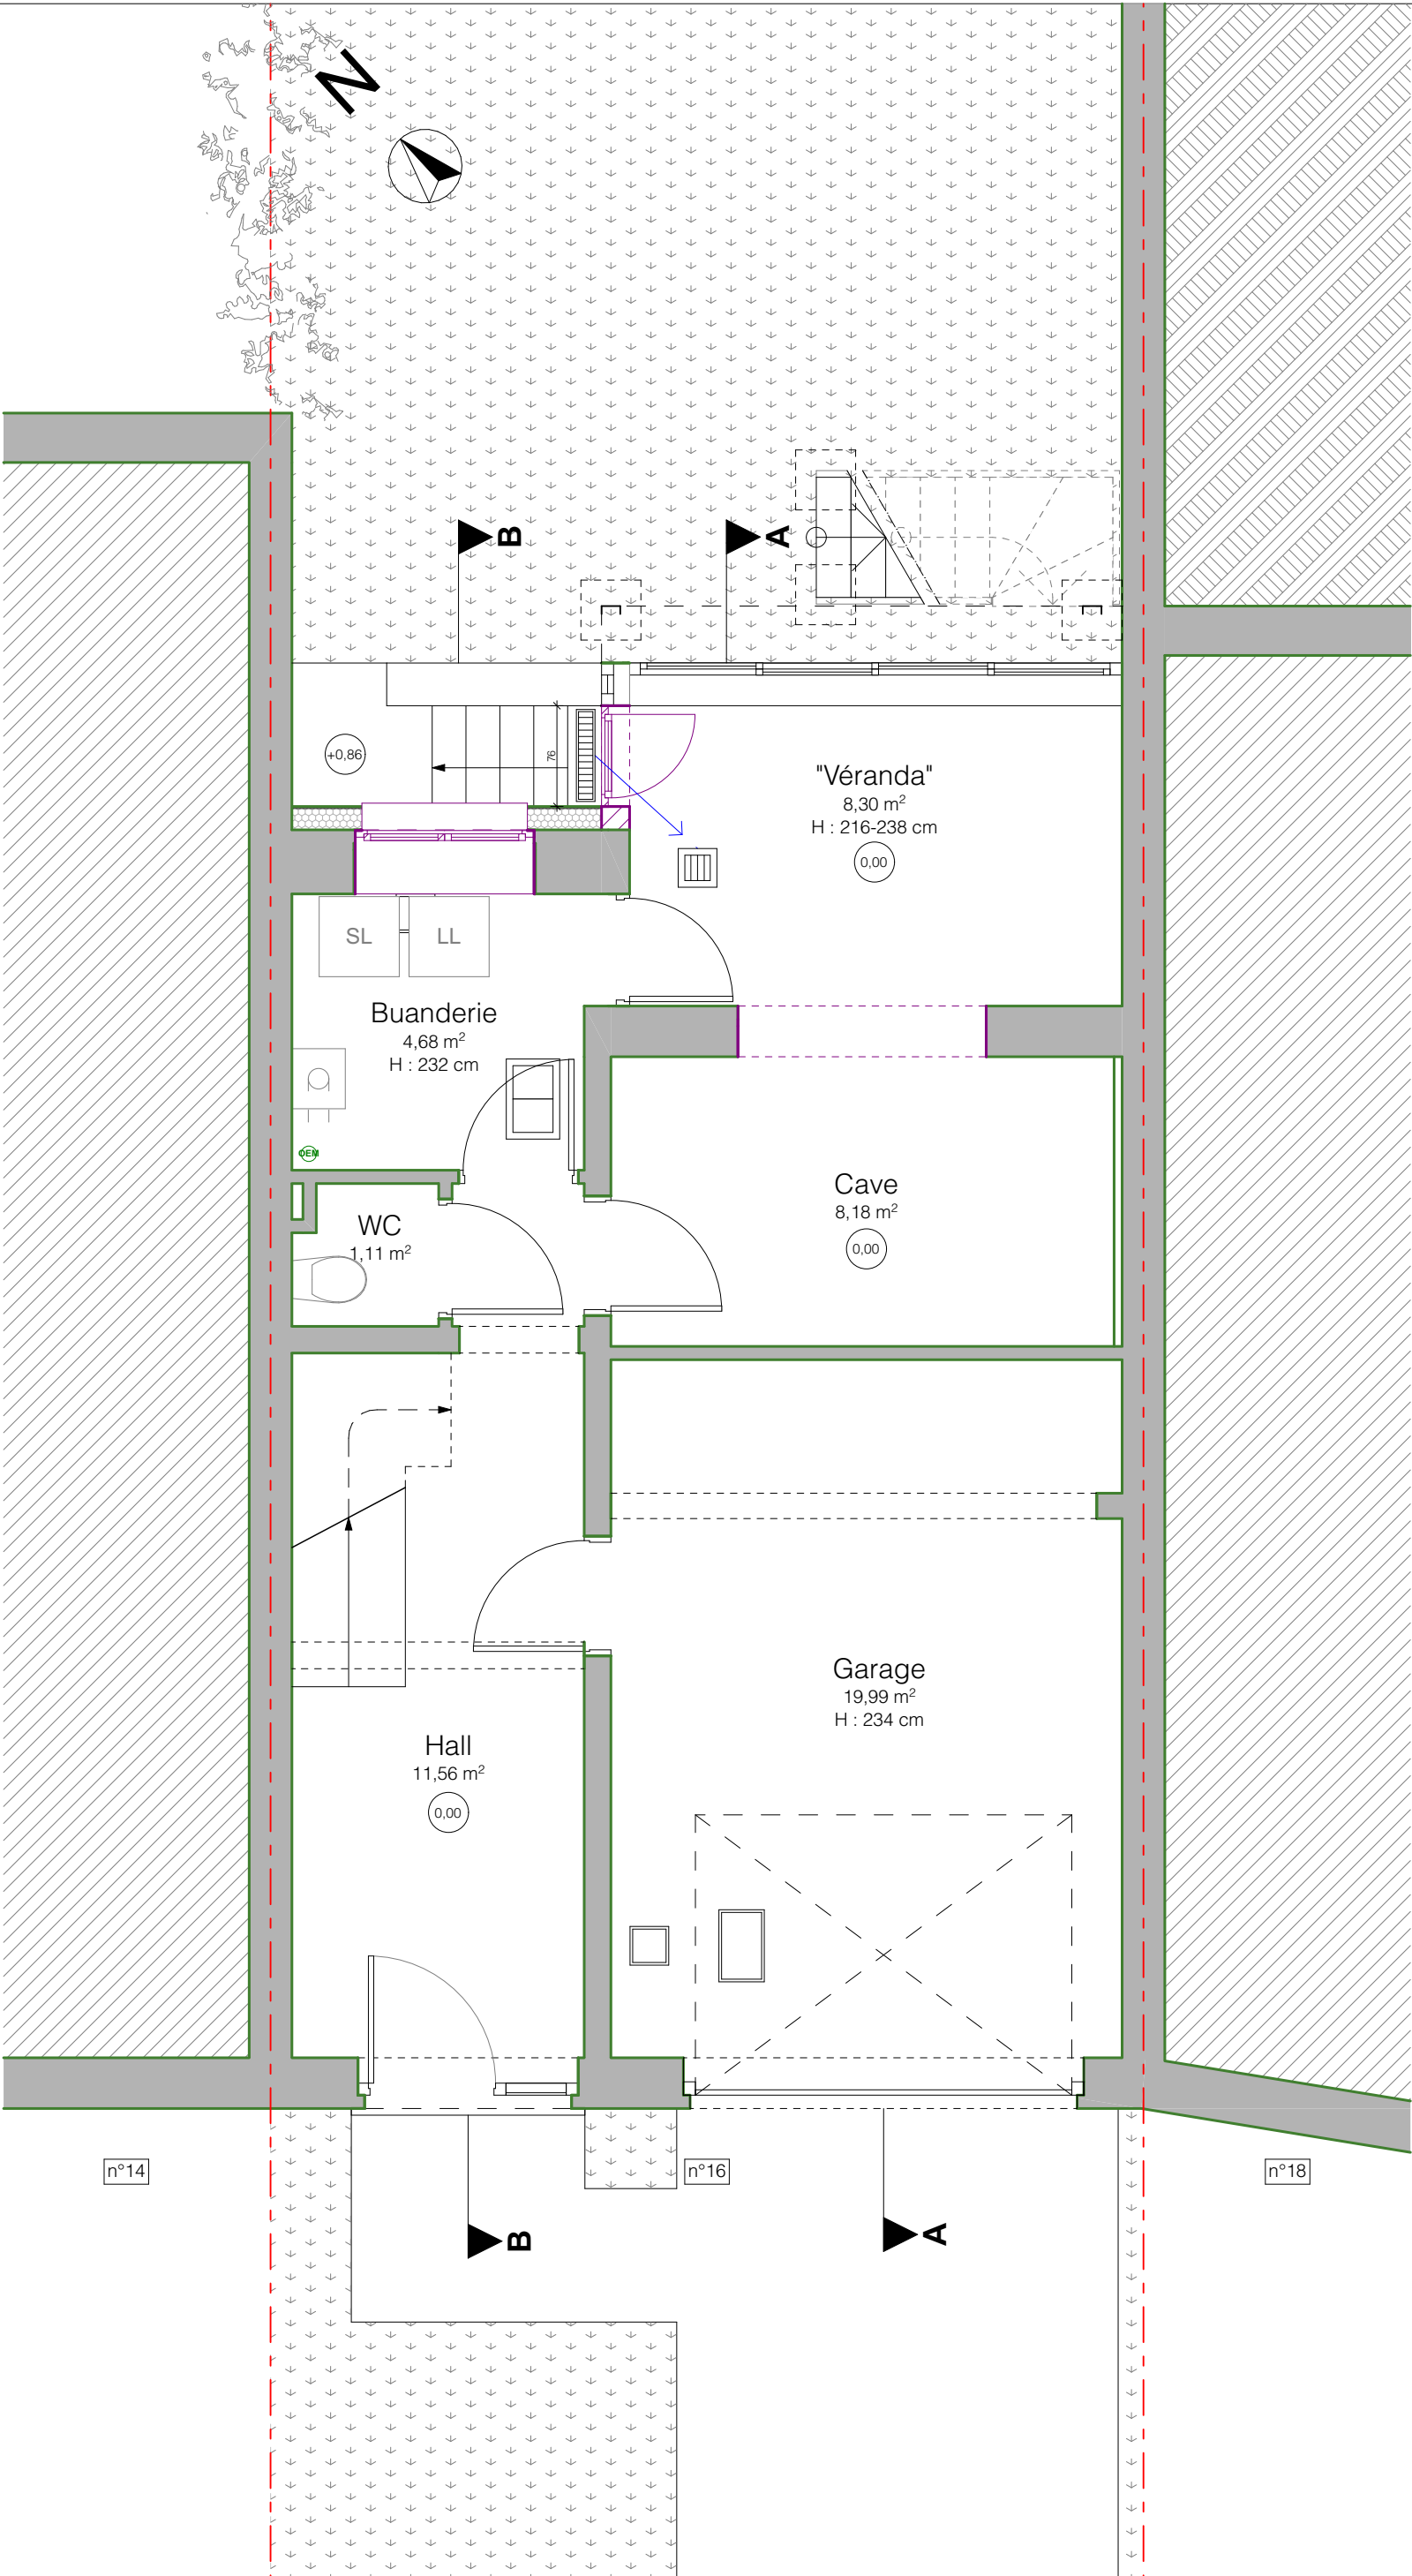 N
B
A
+0,86
76
"Véranda"
8,30 m²
H : 216-238 cm
0,00
SL
LL
Buanderie
4,68 m²
H : 232 cm
OEM
Cave
8,18 m²
0,00
WC
1,11 m²
Garage
19,99 m²
H : 234 cm
Hall
11,56 m²
0,00
n°14
n°16
n°18
B
A